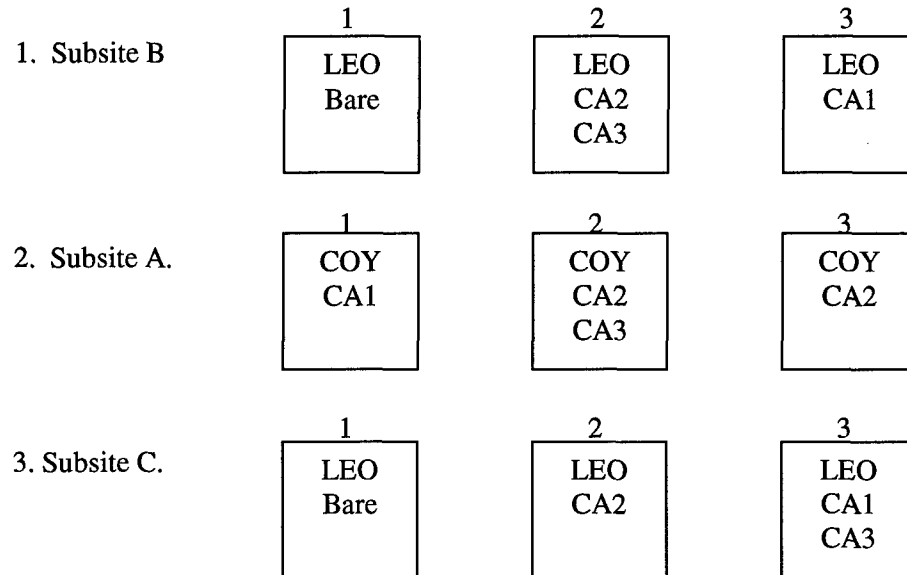 1 2 3
1. Subsite B
LEO LEO LEO
Bare CA2 CA1
CA3
1 2 3
2. Subsite A.
COY COY COY
CA1 CA2 CA2
CA3
1 2 3
3. Subsite C.
LEO LEO LEO
Bare CA2 CA1
CA3